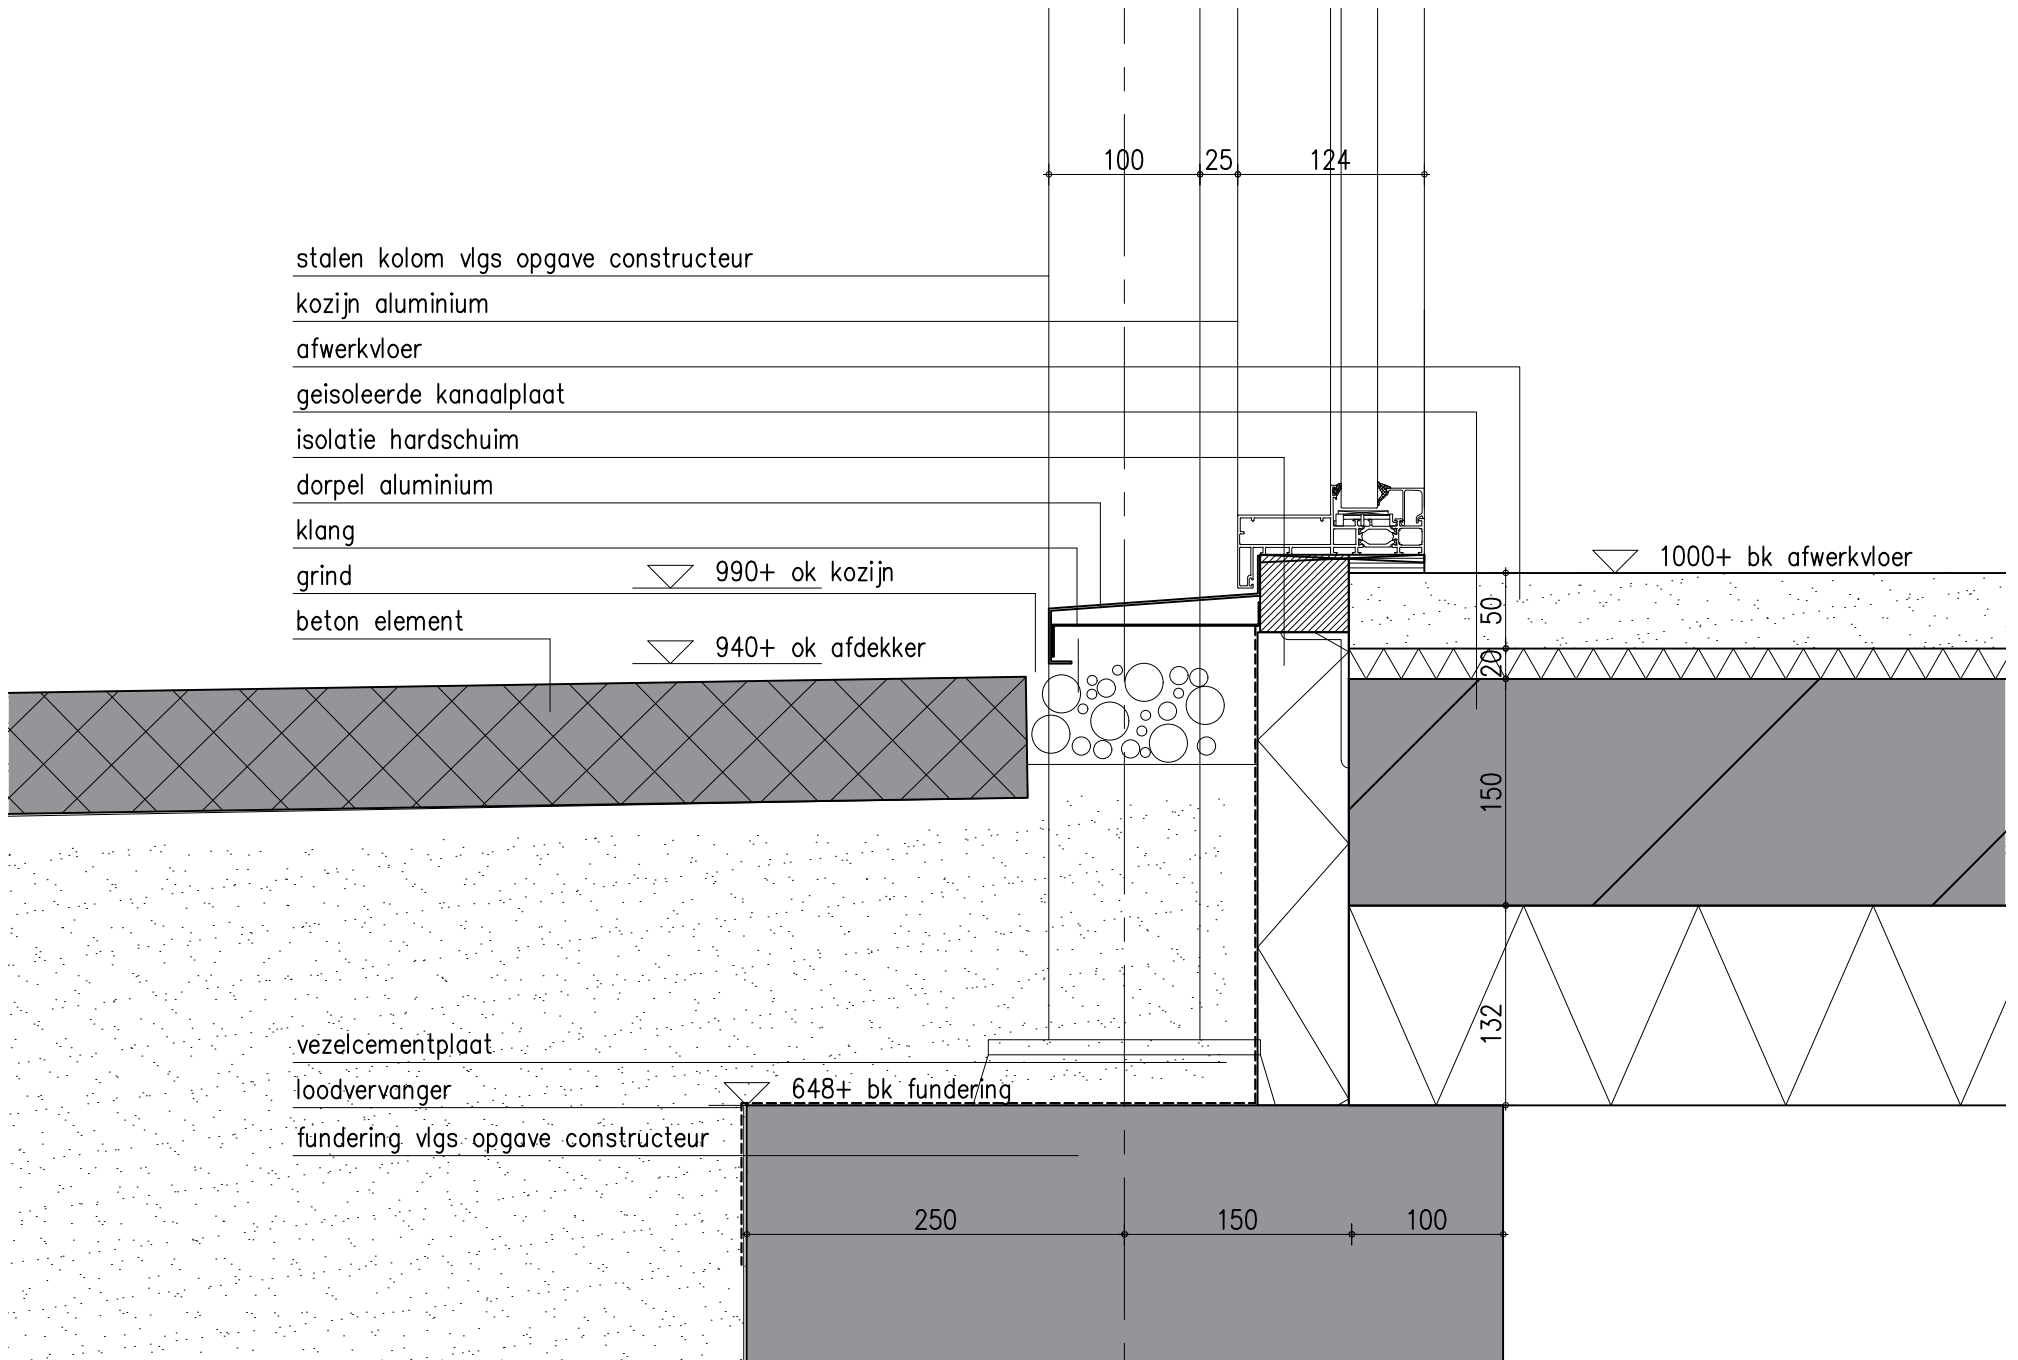 100 25 124
stalen kolom vlgs opgave constructeur
kozijn aluminium
afwerkvloer
geisoleerde kanaalplaat
isolatie hardschuim
dorpel aluminium
klang
grind
990+ ok kozijn
1000+ bk afwerkvloer
beton element
940+ ok afdekker
50
20
150
132
vezelcementplaat
loodvervanger
648+ bk fundering
fundering vlgs opgave constructeur
250 150 100